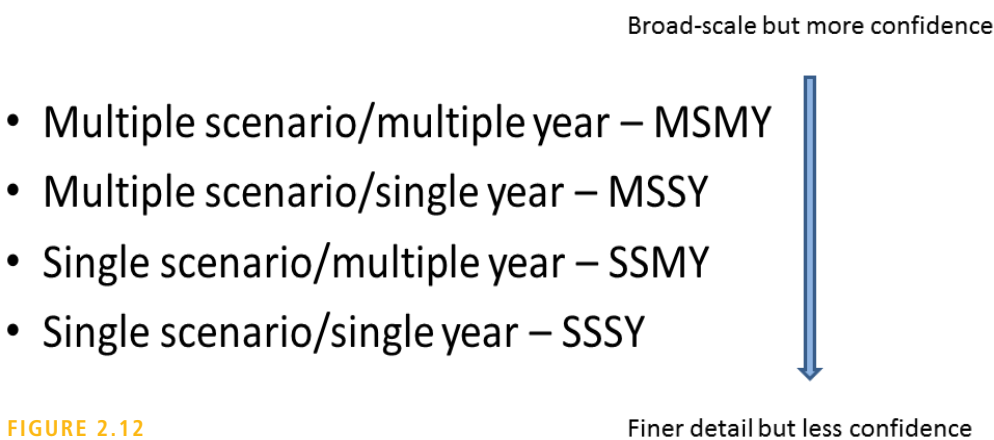 Broad-scale but more confidence
• Multiple scenario/multiple year – MSMY
• Multiple scenario/single year – MSSY
• Single scenario/multiple year – SSMY
• Single scenario/single year – SSSY
FIGURE 2.12
Finer detail but less confidence